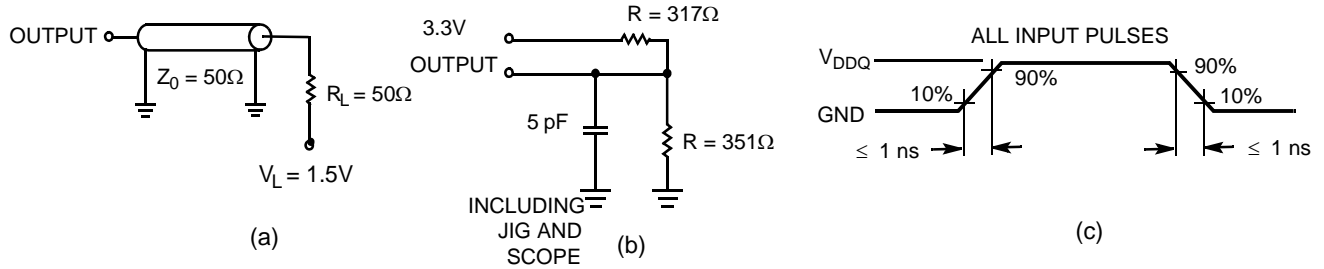 OUTPUT
Z0 = 50Ω
RL = 50Ω
VL = 1.5V
(a)
R = 317Ω
3.3V
OUTPUT
5 pF
R = 351Ω
INCLUDING
JIG AND
SCOPE
(b)
ALL INPUT PULSES
VDDQ
90%
90%
10%
10%
GND
≤ 1 ns
≤ 1 ns
(c)